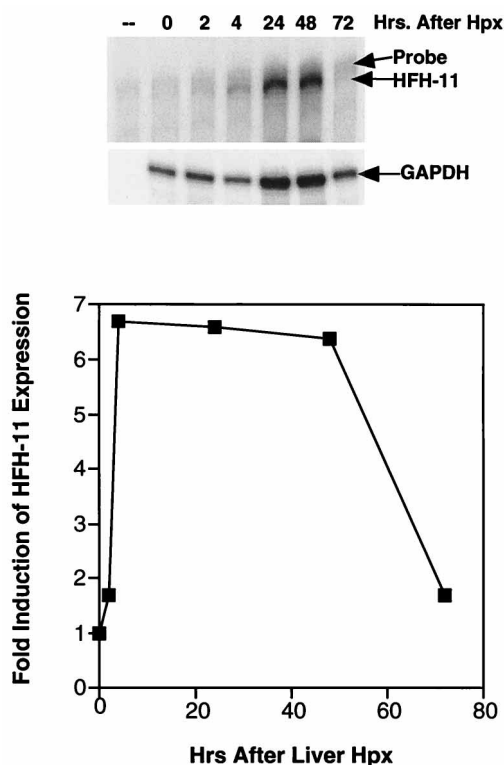 -- 0 2 4 24 48 72 Hrs. After Hpx
Probe
HFH-11
GAPDH
Fold Induction of HFH-11 Expression
7
6
5
4
3
2
1
0
0 20 40 60 80
Hrs After Liver Hpx